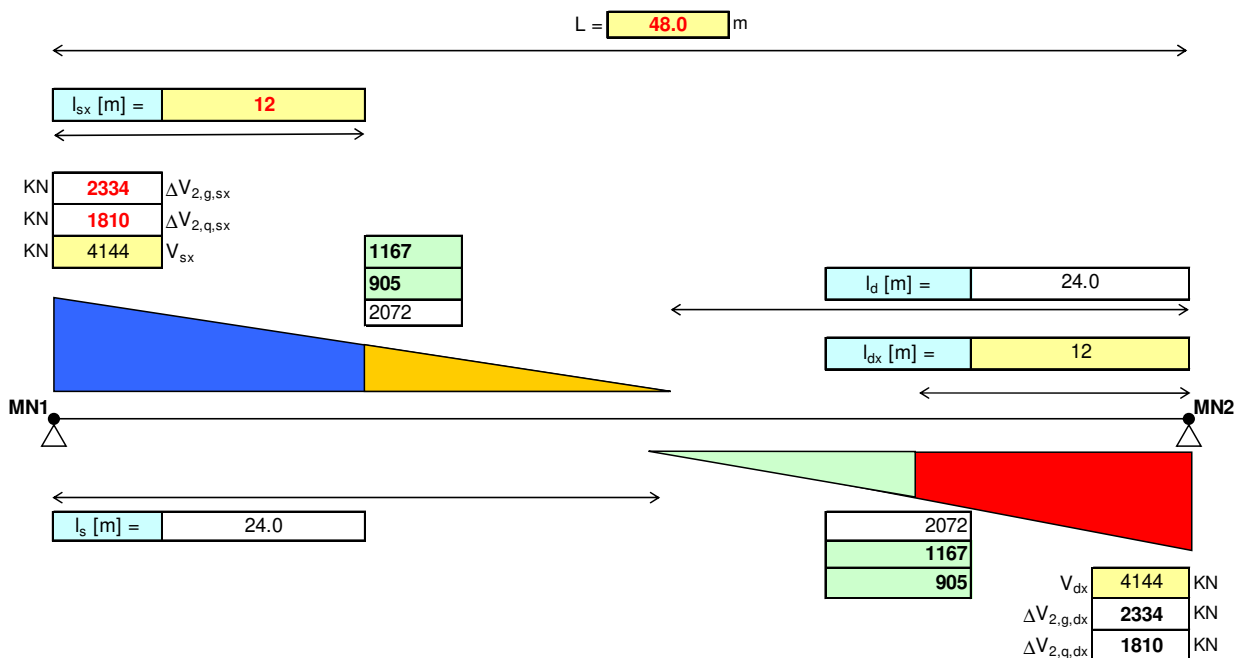 L = 48.0 m
l_sx [m] = 12
KN 2334 ΔV_2,g,sx
KN 1810 ΔV_2,q,sx
KN 4144 V_sx
1167
905
2072
l_d [m] = 24.0
l_dx [m] = 12
MN1
MN2
l_s [m] = 24.0
2072
1167
905
V_dx 4144 KN
ΔV_2,g,dx 2334 KN
ΔV_2,q,dx 1810 KN